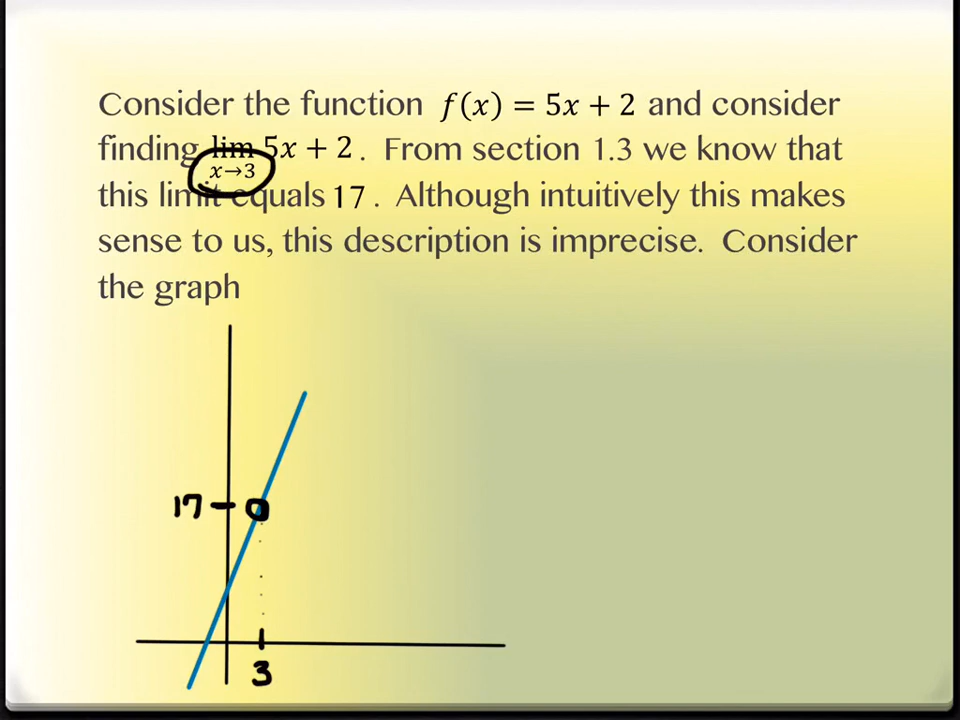 Consider the function f(x) = 5x + 2 and consider
finding lim x→3 5x + 2 . From section 1.3 we know that
this limit equals 17 . Although intuitively this makes
sense to us, this description is imprecise. Consider
the graph
17
3